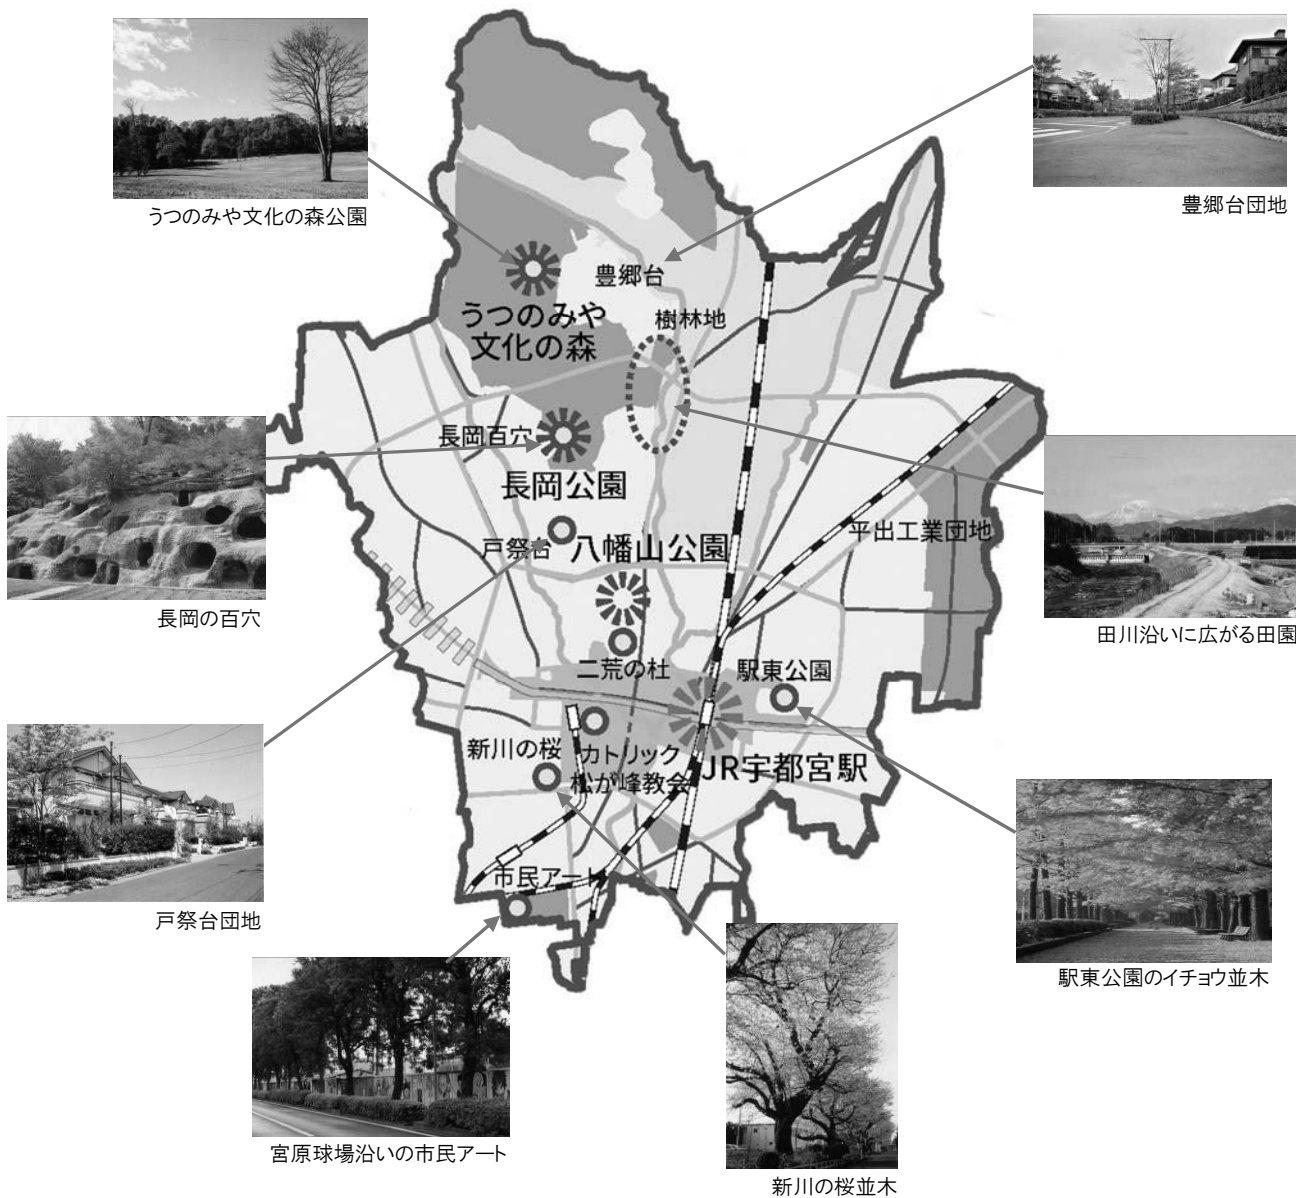 うつのみや文化の森公園
豊郷台団地
豊郷台
うつのみや
文化の森
樹林地
長岡百穴
長岡公園
戸祭台
八幡山公園
平出工業団地
長岡の百穴
田川沿いに広がる田園
二荒の杜
駅東公園
新川の桜
カトリック
松が峰教会
JR宇都宮駅
市民アート
戸祭台団地
駅東公園のイチョウ並木
宮原球場沿いの市民アート
新川の桜並木